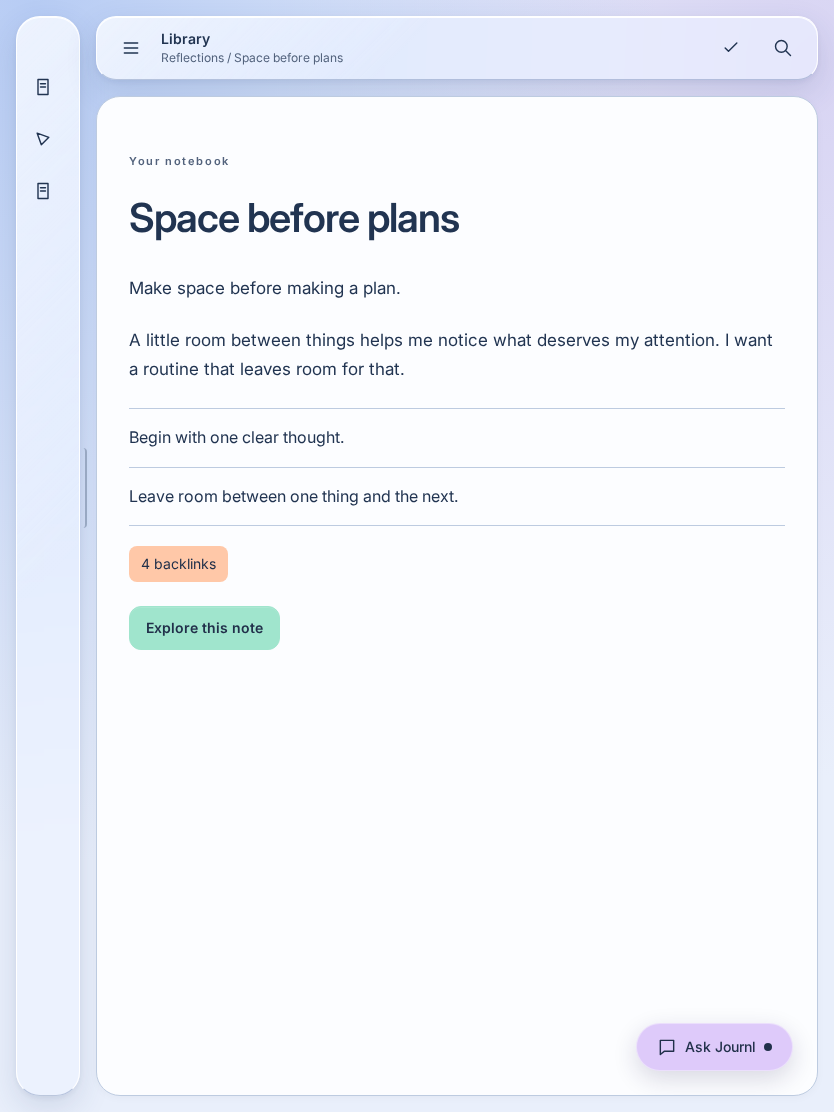 Library
Reflections / Space before plans
Your notebook
Space before plans
Make space before making a plan.
A little room between things helps me notice what deserves my attention. I want
a routine that leaves room for that.
Begin with one clear thought.
Leave room between one thing and the next.
4 backlinks
Explore this note
Ask Journl